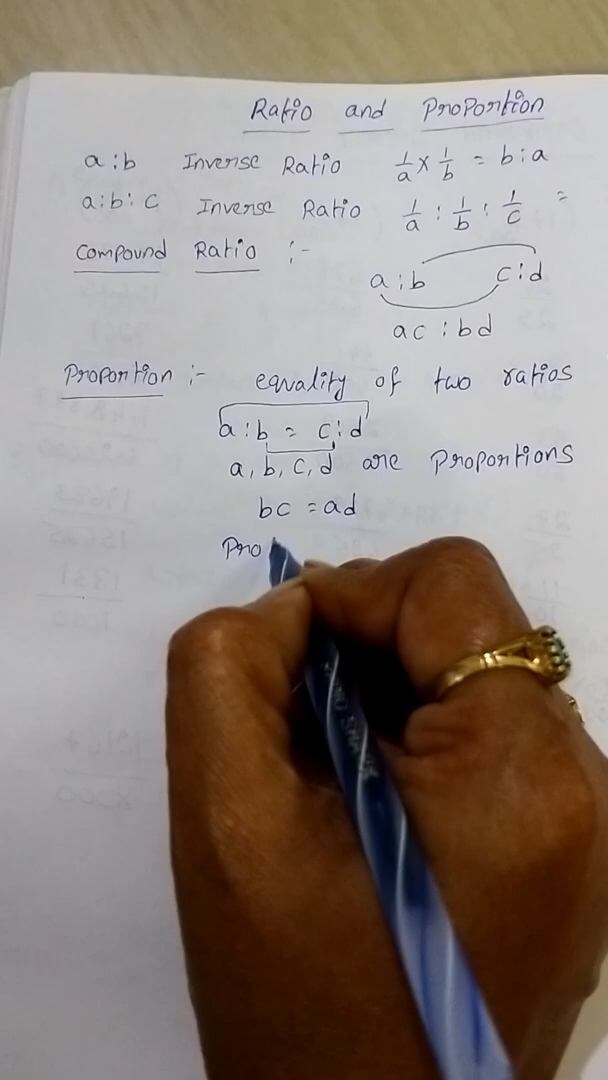 Ratio and Proportion
a:b Inverse Ratio 1/a × 1/b = b:a
a:b:c Inverse Ratio 1/a : 1/b : 1/c =
Compound Ratio :-
a:b c:d
ac:bd
Proportion :- equality of two ratios
a:b = c:d
a, b, c, d are Proportions
bc = ad
Pro